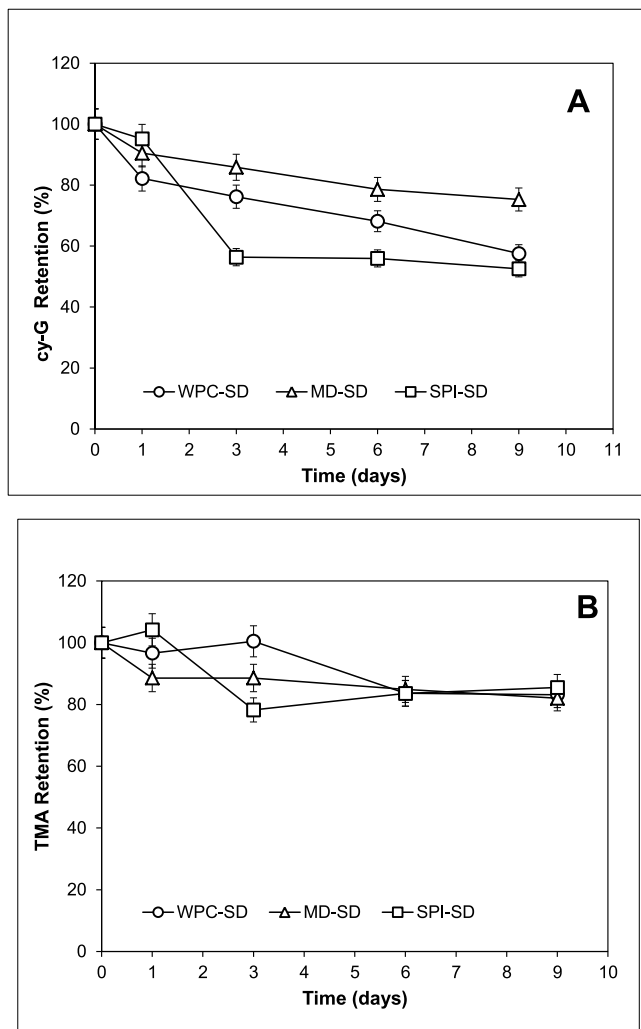 A
cy-G Retention (%)
120
100
80
60
40
20
0
WPC-SD MD-SD SPI-SD
0 1 2 3 4 5 6 7 8 9 10 11
Time (days)
B
TMA Retention (%)
120
100
80
60
40
20
0
WPC-SD MD-SD SPI-SD
0 1 2 3 4 5 6 7 8 9 10
Time (days)